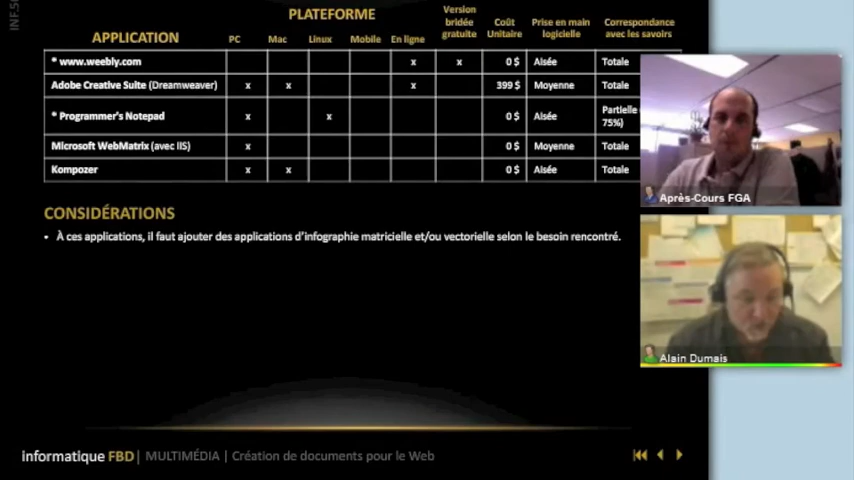 INF.5
PLATEFORME
Version bridée gratuite
Coût Unitaire
Prise en main logicielle
Correspondance avec les savoirs
APPLICATION PC Mac Linux Mobile En ligne
* www.weebly.com x x 0 $ Aisée Totale
Adobe Creative Suite (Dreamweaver) x x x 399 $ Moyenne Totale
* Programmer's Notepad x x 0 $ Aisée Partielle
75%)
Microsoft WebMatrix (avec IIS) x 0 $ Moyenne Totale
Kompozer x x 0 $ Aisée Totale
CONSIDÉRATIONS
• À ces applications, il faut ajouter des applications d'infographie matricielle et/ou vectorielle selon le besoin rencontré.
Après-Cours FGA
Alain Dumais
informatique FBD | MULTIMÉDIA | Création de documents pour le Web